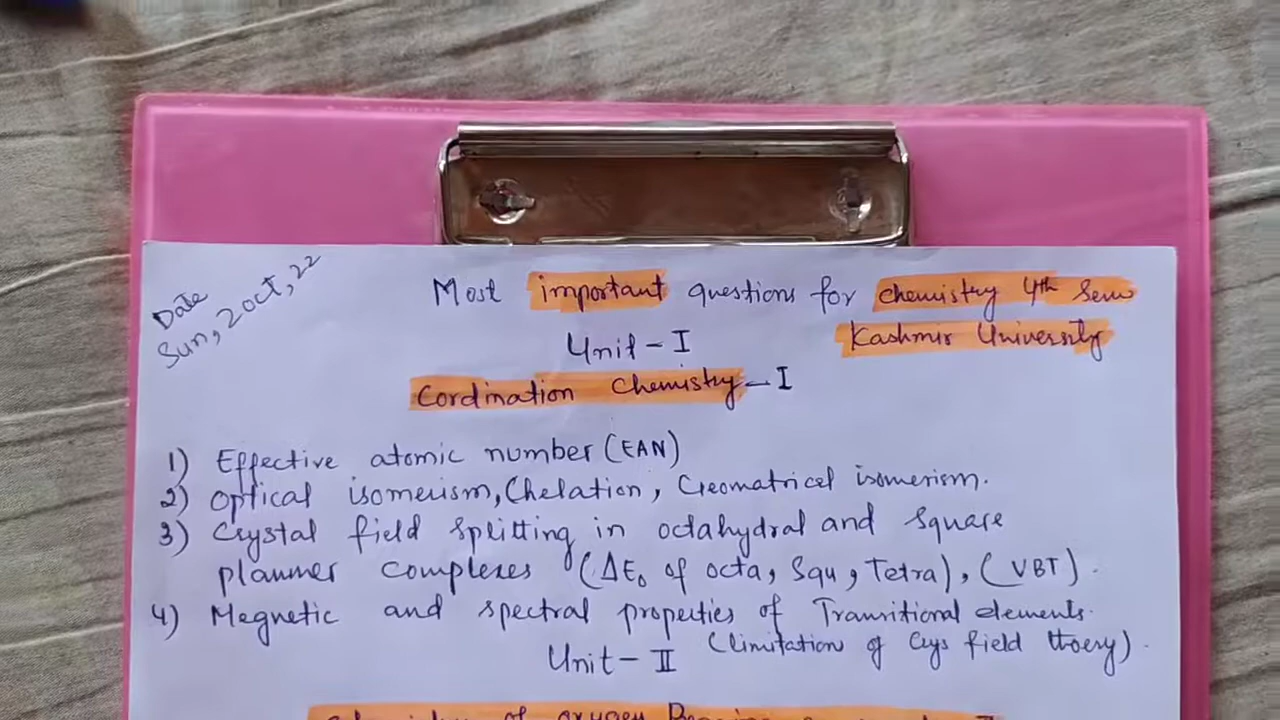 Date
Sun, 2 oct, 22
Most important questions for chemistry 4th Sem
Kashmir University
Unit - I
Cordination Chemistry - I
1) Effective atomic number (EAN)
2) Optical isomerism, Chelation, Geomatrical isomerism.
3) Crystal field splitting in octahydral and square
planner complexes (ΔE₀ of octa, Squ, Tetra), (VBT).
4) Megnetic and spectral properties of Transitional elements.
(limitation of Crys field thoery).
Unit - II
of oxygen